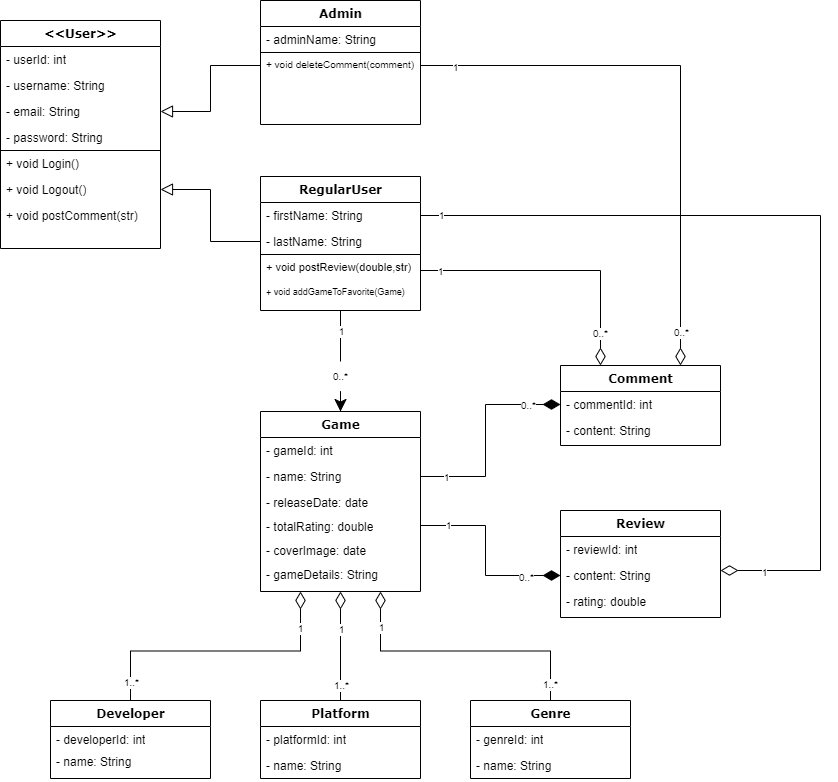 <<User>>
- userId: int
- username: String
- email: String
- password: String
+ void Login()
+ void Logout()
+ void postComment(str)
Admin
- adminName: String
+ void deleteComment(comment)
1
RegularUser
- firstName: String
- lastName: String
+ void postReview(double,str)
+ void addGameToFavorite(Game)
1
1
1
0..*
0..*
0..*
Comment
- commentId: int
- content: String
0..*
1
Game
- gameId: int
- name: String
- releaseDate: date
- totalRating: double
- coverImage: date
- gameDetails: String
1
0..*
Review
- reviewId: int
- content: String
- rating: double
1
1
1
1
1..*
1..*
1..*
Developer
- developerId: int
- name: String
Platform
- platformId: int
- name: String
Genre
- genreId: int
- name: String